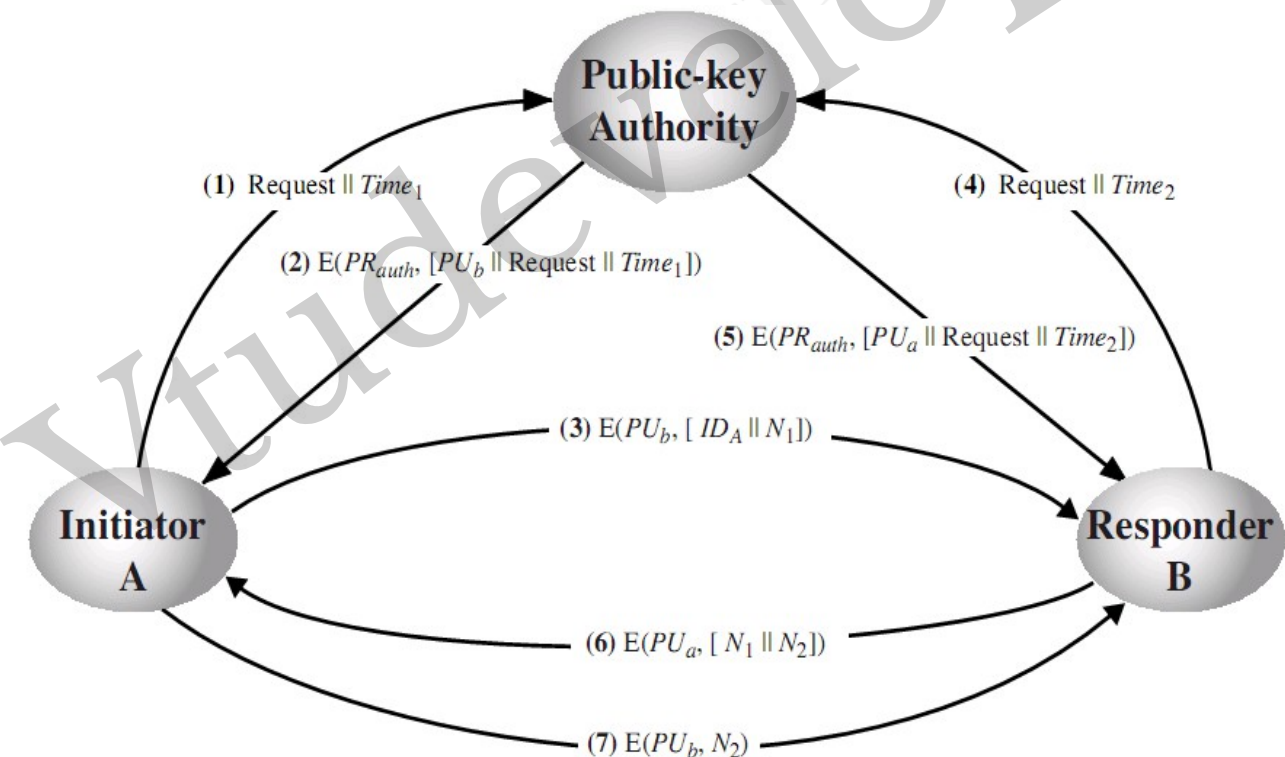 Public-key
Authority
(1) Request || Time1
(4) Request || Time2
(2) E(PRauth, [PUb || Request || Time1])
(5) E(PRauth, [PUa || Request || Time2])
(3) E(PUb, [ IDA || N1])
Initiator
A
Responder
B
(6) E(PUa, [ N1 || N2])
(7) E(PUb, N2)